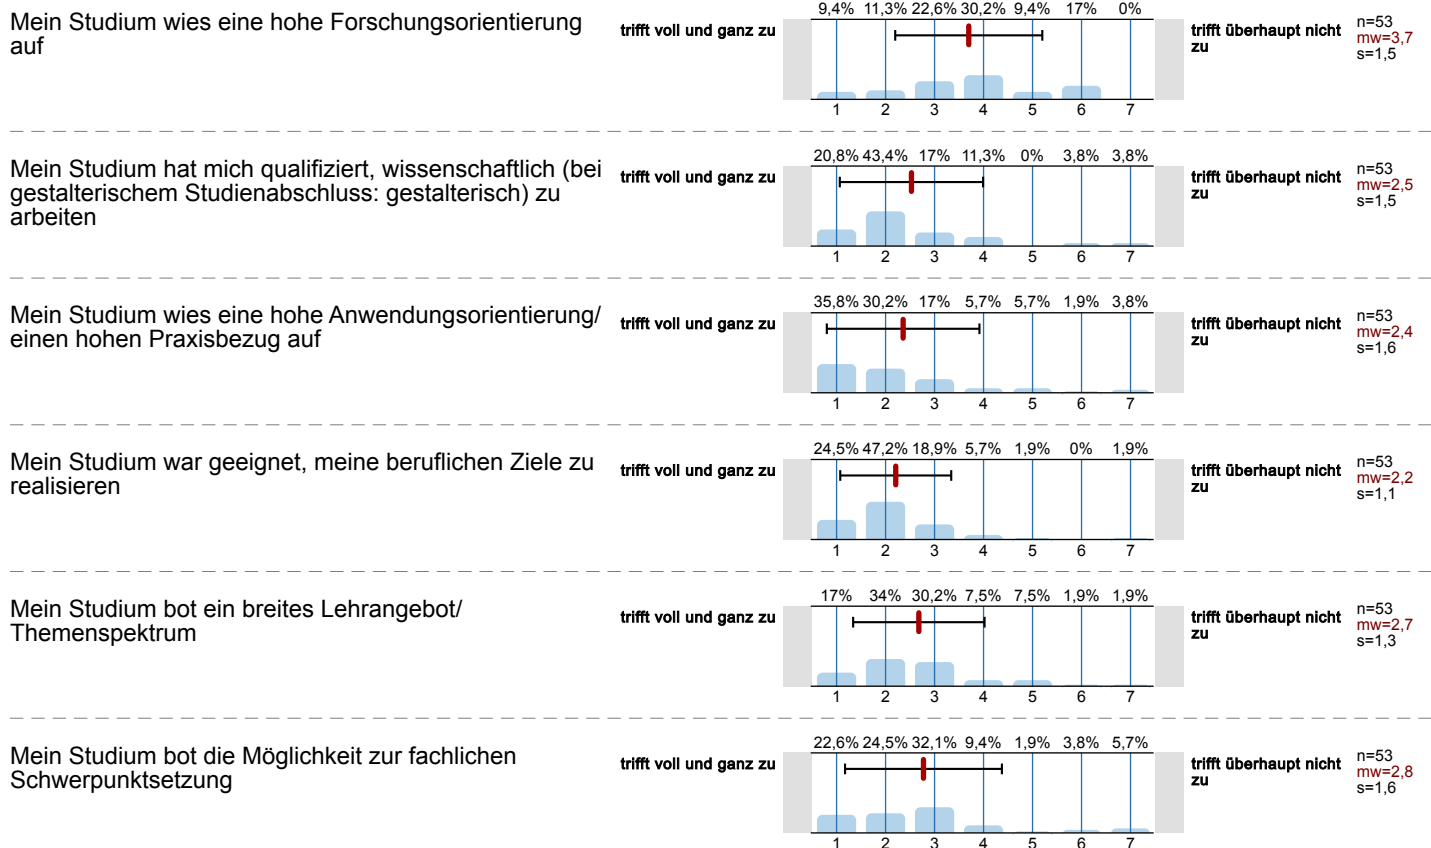 Mein Studium wies eine hohe Forschungsorientierung
auf
trifft voll und ganz zu
9,4% 11,3% 22,6% 30,2% 9,4% 17% 0%
1 2 3 4 5 6 7
trifft überhaupt nicht
zu
n=53
mw=3,7
s=1,5
Mein Studium hat mich qualifiziert, wissenschaftlich (bei
gestalterischem Studienabschluss: gestalterisch) zu
arbeiten
trifft voll und ganz zu
20,8% 43,4% 17% 11,3% 0% 3,8% 3,8%
1 2 3 4 5 6 7
trifft überhaupt nicht
zu
n=53
mw=2,5
s=1,5
Mein Studium wies eine hohe Anwendungsorientierung/
einen hohen Praxisbezug auf
trifft voll und ganz zu
35,8% 30,2% 17% 5,7% 5,7% 1,9% 3,8%
1 2 3 4 5 6 7
trifft überhaupt nicht
zu
n=53
mw=2,4
s=1,6
Mein Studium war geeignet, meine beruflichen Ziele zu
realisieren
trifft voll und ganz zu
24,5% 47,2% 18,9% 5,7% 1,9% 0% 1,9%
1 2 3 4 5 6 7
trifft überhaupt nicht
zu
n=53
mw=2,2
s=1,1
Mein Studium bot ein breites Lehrangebot/
Themenspektrum
trifft voll und ganz zu
17% 34% 30,2% 7,5% 7,5% 1,9% 1,9%
1 2 3 4 5 6 7
trifft überhaupt nicht
zu
n=53
mw=2,7
s=1,3
Mein Studium bot die Möglichkeit zur fachlichen
Schwerpunktsetzung
trifft voll und ganz zu
22,6% 24,5% 32,1% 9,4% 1,9% 3,8% 5,7%
1 2 3 4 5 6 7
trifft überhaupt nicht
zu
n=53
mw=2,8
s=1,6